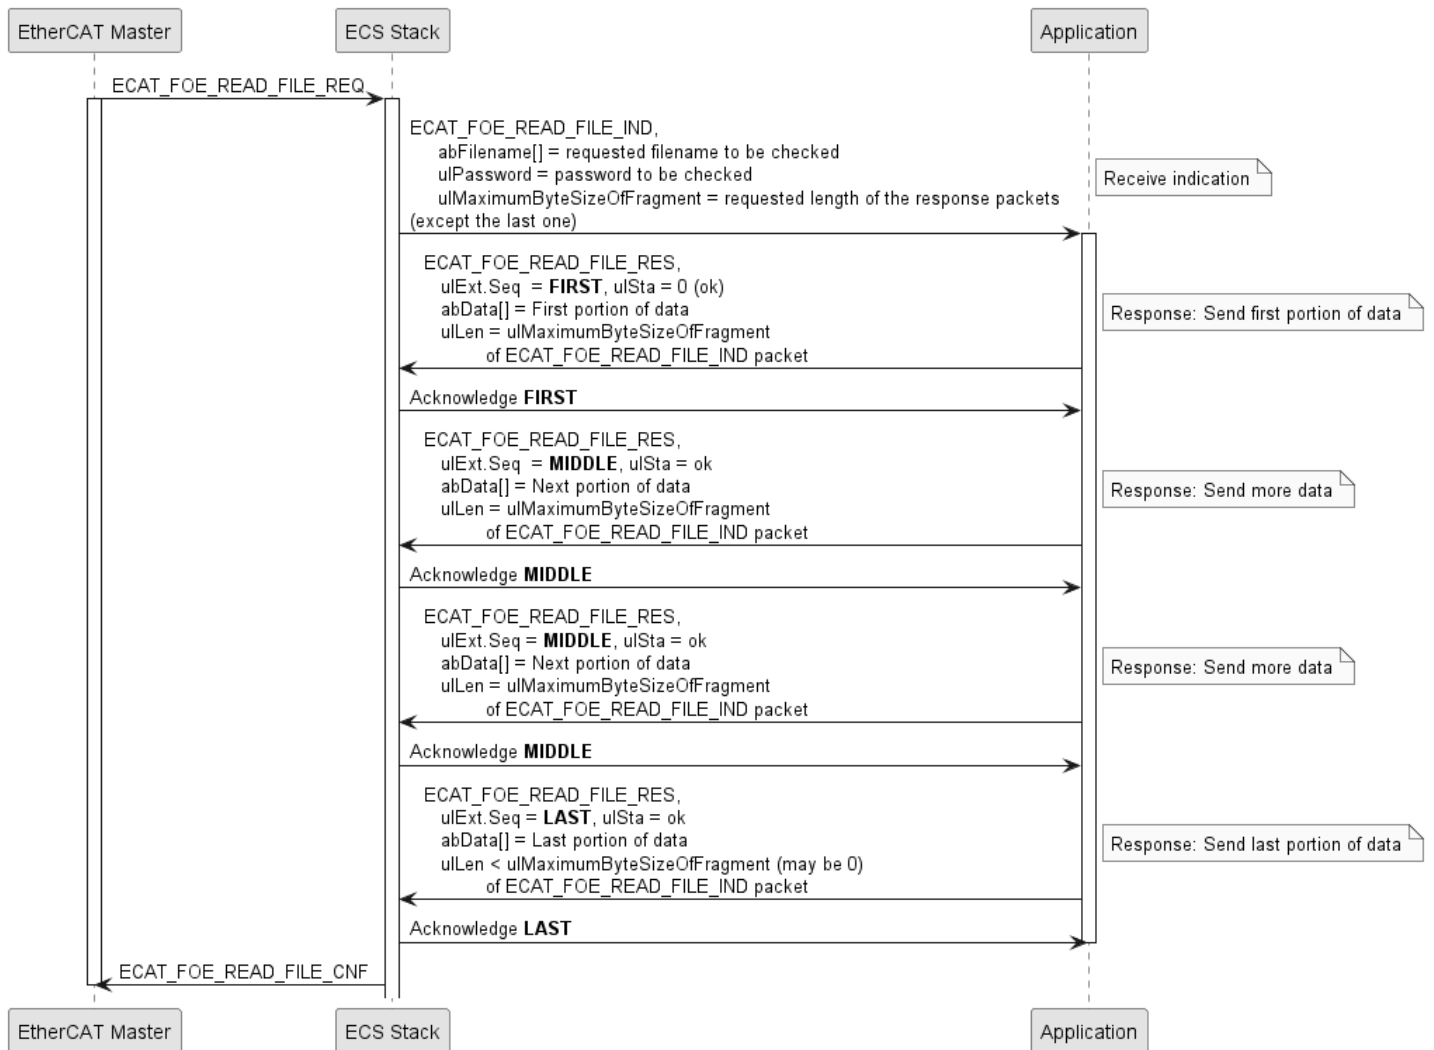 EtherCAT Master
ECS Stack
Application
ECAT_FOE_READ_FILE_REQ
ECAT_FOE_READ_FILE_IND,
abFilename[] = requested filename to be checked
ulPassword = password to be checked
ulMaximumByteSizeOfFragment = requested length of the response packets
(except the last one)
Receive indication
ECAT_FOE_READ_FILE_RES,
ulExt.Seq = FIRST, ulSta = 0 (ok)
abData[] = First portion of data
ulLen = ulMaximumByteSizeOfFragment
of ECAT_FOE_READ_FILE_IND packet
Response: Send first portion of data
Acknowledge FIRST
ECAT_FOE_READ_FILE_RES,
ulExt.Seq = MIDDLE, ulSta = ok
abData[] = Next portion of data
ulLen = ulMaximumByteSizeOfFragment
of ECAT_FOE_READ_FILE_IND packet
Response: Send more data
Acknowledge MIDDLE
ECAT_FOE_READ_FILE_RES,
ulExt.Seq = MIDDLE, ulSta = ok
abData[] = Next portion of data
ulLen = ulMaximumByteSizeOfFragment
of ECAT_FOE_READ_FILE_IND packet
Response: Send more data
Acknowledge MIDDLE
ECAT_FOE_READ_FILE_RES,
ulExt.Seq = LAST, ulSta = ok
abData[] = Last portion of data
ulLen < ulMaximumByteSizeOfFragment (may be 0)
of ECAT_FOE_READ_FILE_IND packet
Response: Send last portion of data
Acknowledge LAST
ECAT_FOE_READ_FILE_CNF
EtherCAT Master
ECS Stack
Application